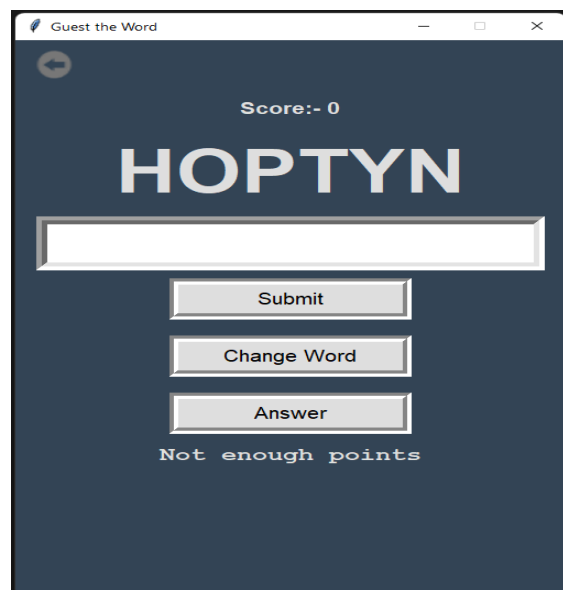 Guest the Word
Score:- 0
HOPTYN
Submit
Change Word
Answer
Not enough points